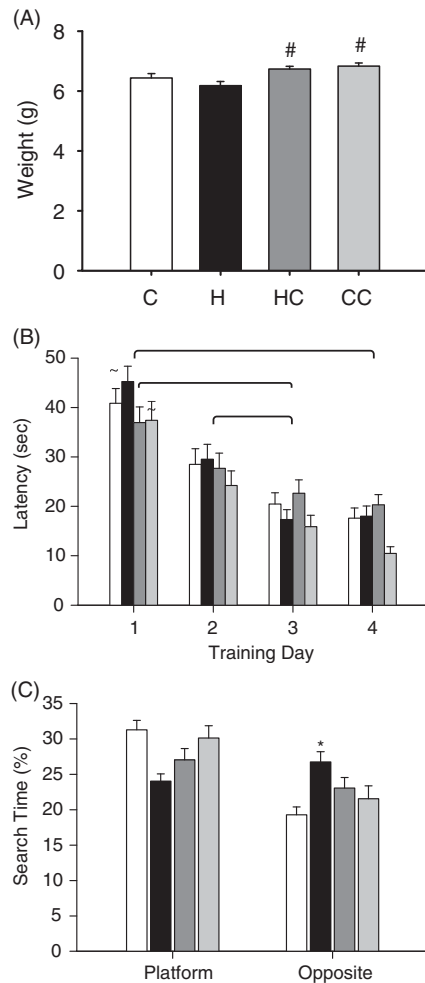 (A)
8
6
4
2
0
Weight (g)
# #
C H HC CC
(B)
50
40
30
20
10
0
Latency (sec)
~
~
1 2 3 4
Training Day
(C)
35
30
25
20
15
10
5
0
Search Time (%)
*
Platform Opposite